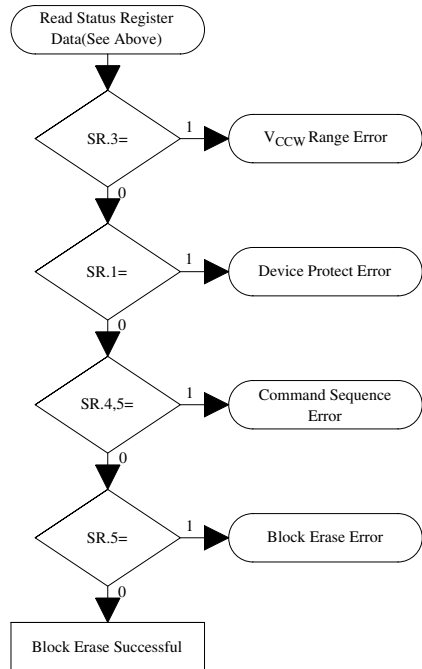 Read Status Register
Data(See Above)
SR.3=
1
VCCW Range Error
0
SR.1=
1
Device Protect Error
0
SR.4,5=
1
Command Sequence
Error
0
SR.5=
1
Block Erase Error
0
Block Erase Successful